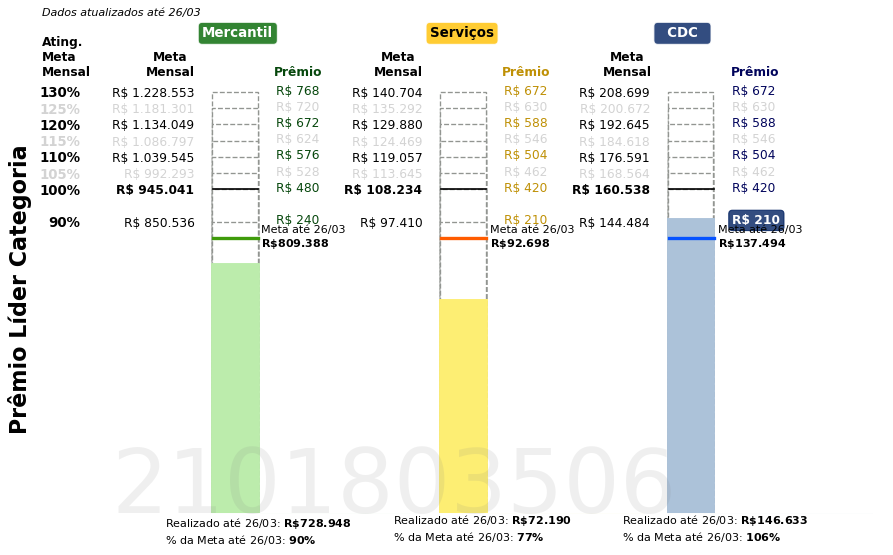 Dados atualizados até 26/03
Mercantil Serviços CDC
Ating. Meta Mensal Meta Mensal Prêmio Meta Mensal Prêmio Meta Mensal Prêmio
130% R$ 1.228.553 R$ 768 R$ 140.704 R$ 672 R$ 208.699 R$ 672
125% R$ 1.181.301 R$ 720 R$ 135.292 R$ 630 R$ 200.672 R$ 630
120% R$ 1.134.049 R$ 672 R$ 129.880 R$ 588 R$ 192.645 R$ 588
115% R$ 1.086.797 R$ 624 R$ 124.469 R$ 546 R$ 184.618 R$ 546
110% R$ 1.039.545 R$ 576 R$ 119.057 R$ 504 R$ 176.591 R$ 504
105% R$ 992.293 R$ 528 R$ 113.645 R$ 462 R$ 168.564 R$ 462
100% R$ 945.041 R$ 480 R$ 108.234 R$ 420 R$ 160.538 R$ 420
90% R$ 850.536 R$ 240 R$ 97.410 R$ 210 R$ 144.484 R$ 210
Meta até 26/03 Meta até 26/03 Meta até 26/03
R$809.388 R$92.698 R$137.494
Prêmio Líder Categoria
2101803506
Realizado até 26/03: R$728.948 Realizado até 26/03: R$72.190 Realizado até 26/03: R$146.633
% da Meta até 26/03: 90% % da Meta até 26/03: 77% % da Meta até 26/03: 106%